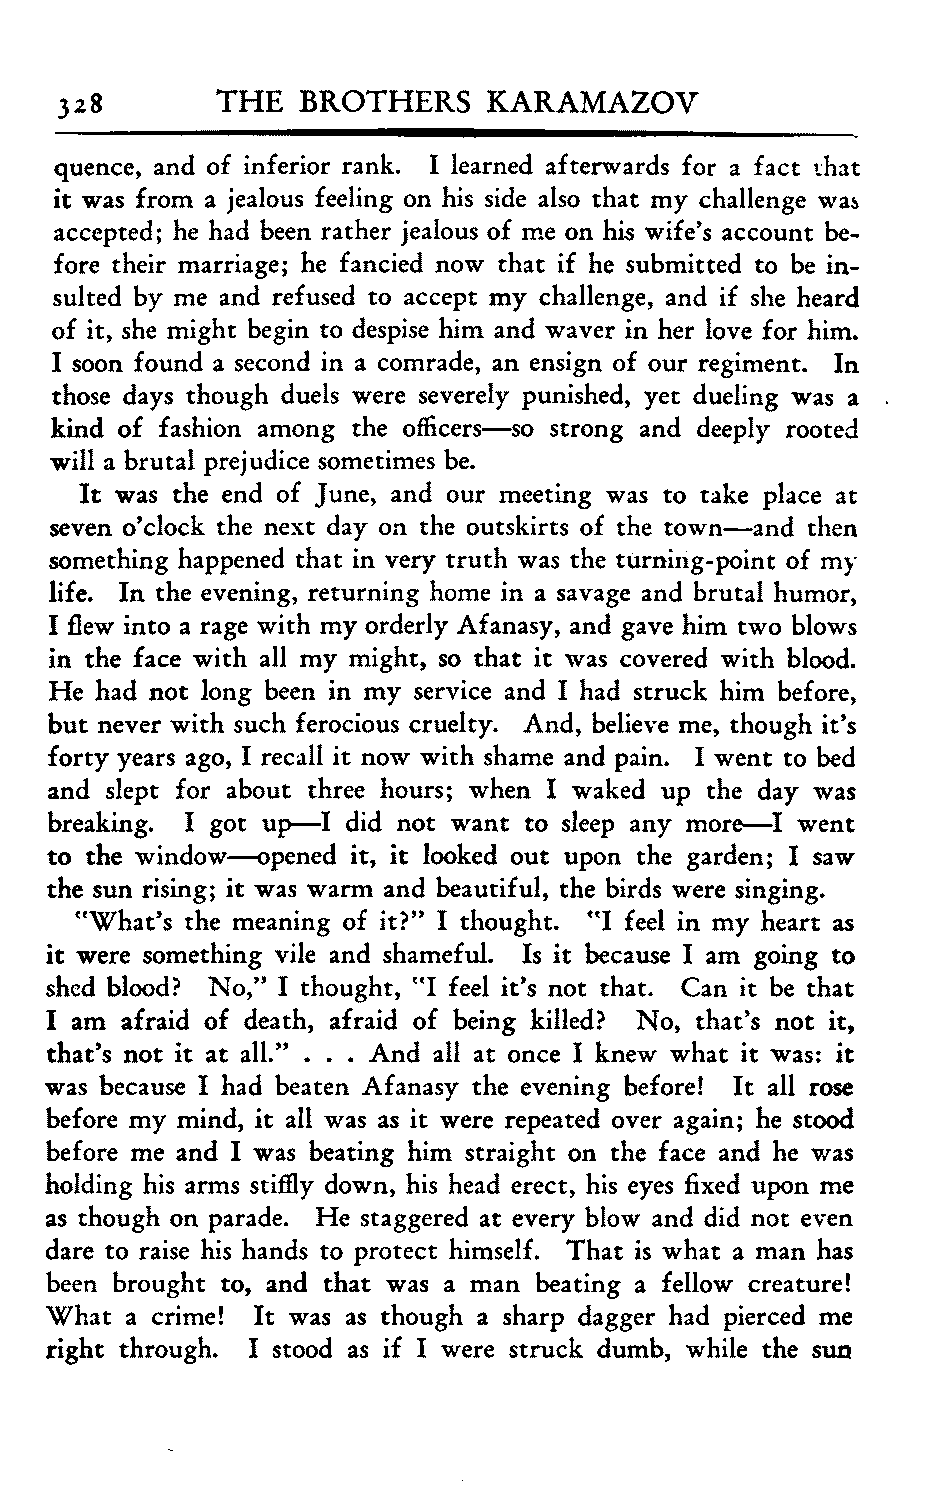 328 THE BROTHERS KARAMAZOV
quence, and of inferior rank. I learned afterwards for a fact that
it was from a jealous feeling on his side also that my challenge was
accepted; he had been rather jealous of me on his wife's account be-
fore their marriage; he fancied now that if he submitted to be in-
sulted by me and refused to accept my challenge, and if she heard
of it, she might begin to despise him and waver in her love for him.
I soon found a second in a comrade, an ensign of our regiment. In
those days though duels were severely punished, yet dueling was a
kind of fashion among the officers—so strong and deeply rooted
will a brutal prejudice sometimes be.
It was the end of June, and our meeting was to take place at
seven o'clock the next day on the outskirts of the town—and then
something happened that in very truth was the turning-point of my
life. In the evening, returning home in a savage and brutal humor,
I flew into a rage with my orderly Afanasy, and gave him two blows
in the face with all my might, so that it was covered with blood.
He had not long been in my service and I had struck him before,
but never with such ferocious cruelty. And, believe me, though it's
forty years ago, I recall it now with shame and pain. I went to bed
and slept for about three hours; when I waked up the day was
breaking. I got up—I did not want to sleep any more—I went
to the window—opened it, it looked out upon the garden; I saw
the sun rising; it was warm and beautiful, the birds were singing.
"What's the meaning of it?" I thought. "I feel in my heart as
it were something vile and shameful. Is it because I am going to
shed blood? No," I thought, "I feel it's not that. Can it be that
I am afraid of death, afraid of being killed? No, that's not it,
that's not it at all." . . . And all at once I knew what it was: it
was because I had beaten Afanasy the evening before! It all rose
before my mind, it all was as it were repeated over again; he stood
before me and I was beating him straight on the face and he was
holding his arms stiffly down, his head erect, his eyes fixed upon me
as though on parade. He staggered at every blow and did not even
dare to raise his hands to protect himself. That is what a man has
been brought to, and that was a man beating a fellow creature!
What a crime! It was as though a sharp dagger had pierced me
right through. I stood as if I were struck dumb, while the sun